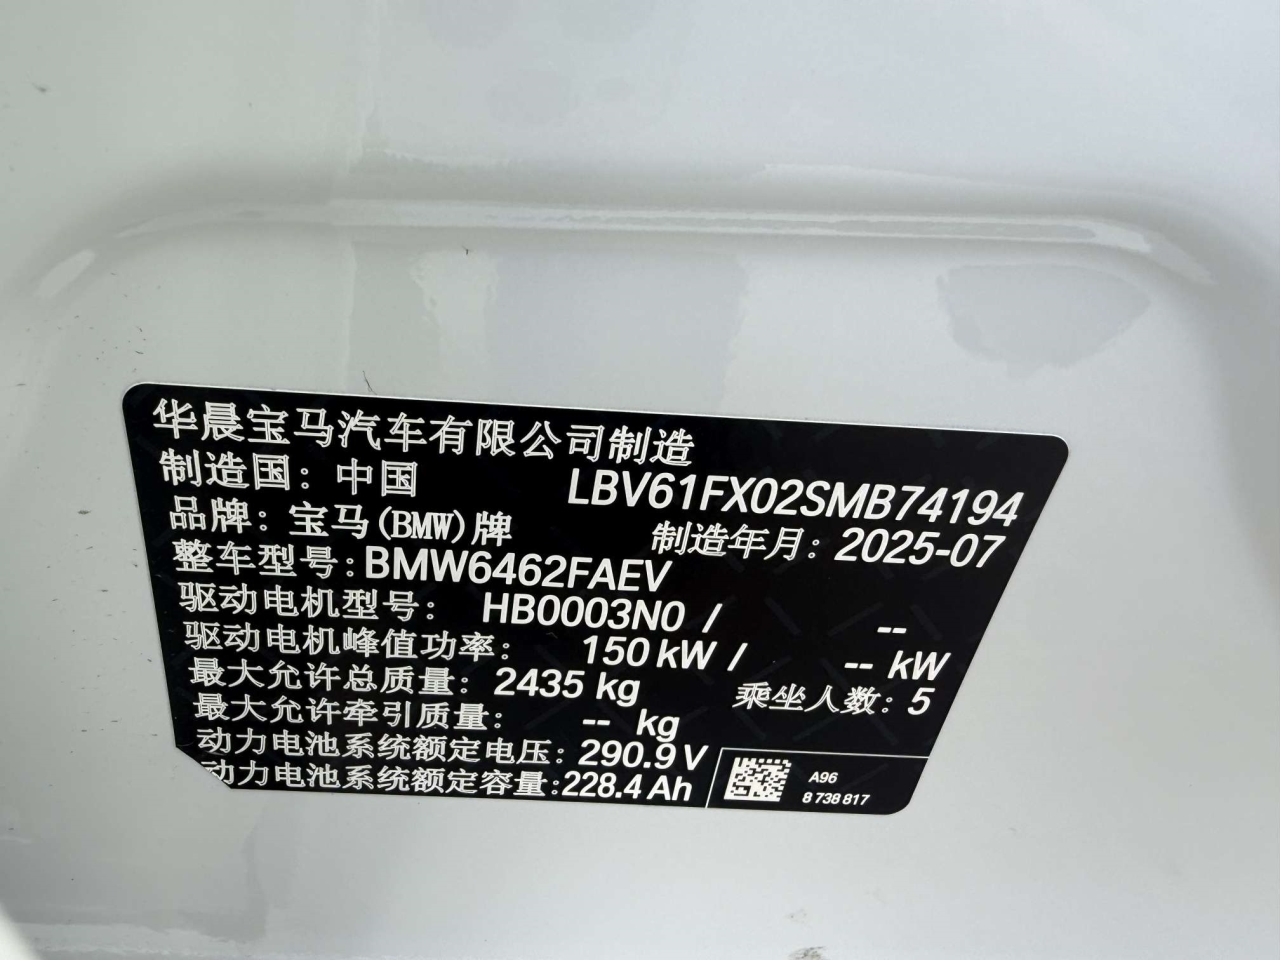 华晨宝马汽车有限公司制造
制造国：中国 LBV61FX02SMB74194
品牌：宝马(BMW)牌 制造年月：2025-07
整车型号:BMW6462FAEV
驱动电机型号： HB0003N0 / --
驱动电机峰值功率： 150 kW / -- kW
最大允许总质量： 2435 kg 乘坐人数：5
最大允许牵引质量： -- kg
动力电池系统额定电压：290.9 V
动力电池系统额定容量:228.4 Ah
A96
8 738 817